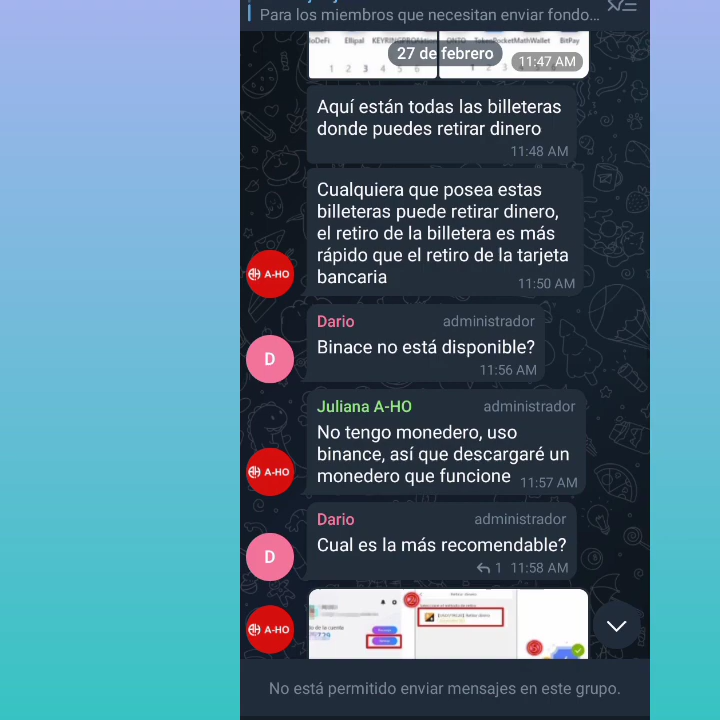 Para los miembros que necesitan enviar fondo...
Ellipal
MathWallet
BitPay
27 de febrero
11:47 AM
Aquí están todas las billeteras
donde puedes retirar dinero
11:48 AM
Cualquiera que posea estas
billeteras puede retirar dinero,
el retiro de la billetera es más
rápido que el retiro de la tarjeta
bancaria
11:50 AM
A-HO
Dario
administrador
D
Binace no está disponible?
11:56 AM
Juliana A-HO
administrador
No tengo monedero, uso
binance, así que descargaré un
monedero que funcione
11:57 AM
A-HO
Dario
administrador
D
Cual es la más recomendable?
1 11:58 AM
A-HO
No está permitido enviar mensajes en este grupo.